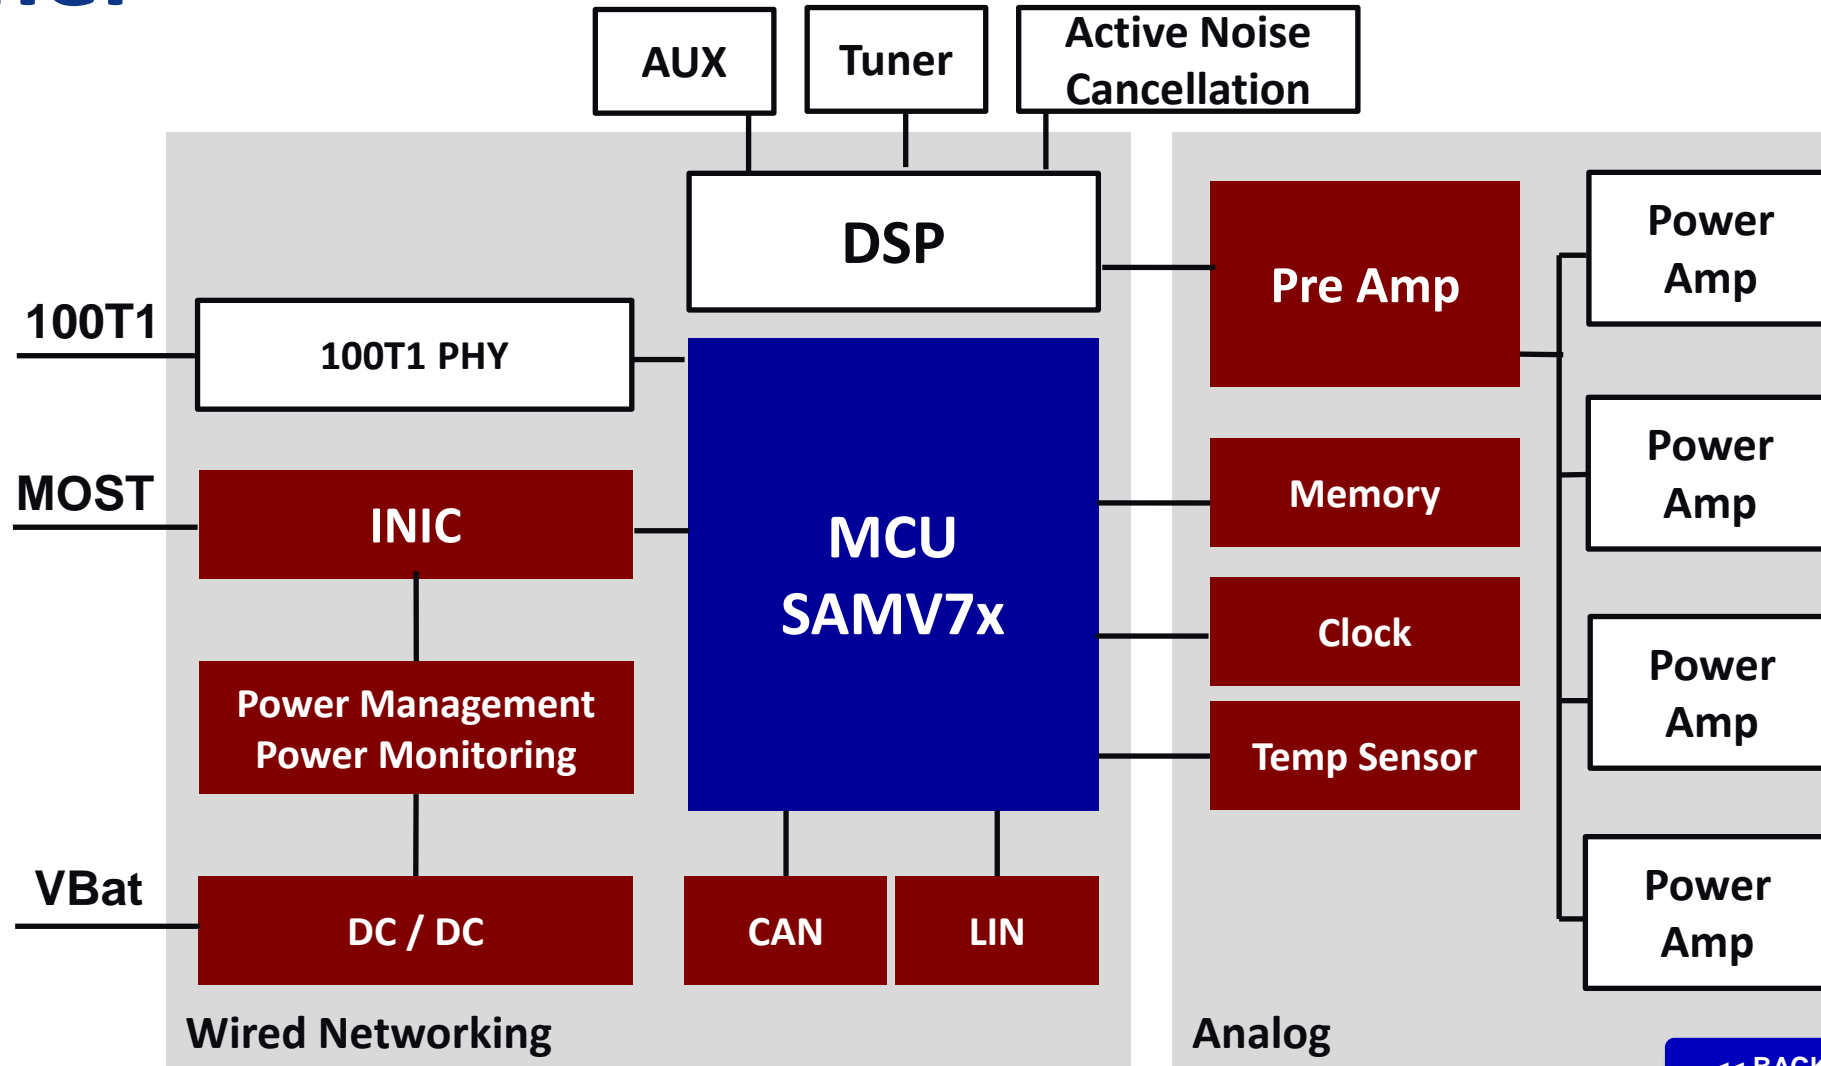 AUX
Tuner
Active Noise
Cancellation
DSP
Pre Amp
Power
Amp
100T1
100T1 PHY
MOST
INIC
MCU
SAMV7x
Memory
Power
Amp
Clock
Power Management
Power Monitoring
Temp Sensor
Power
Amp
VBat
DC / DC
CAN
LIN
Power
Amp
Wired Networking
Analog